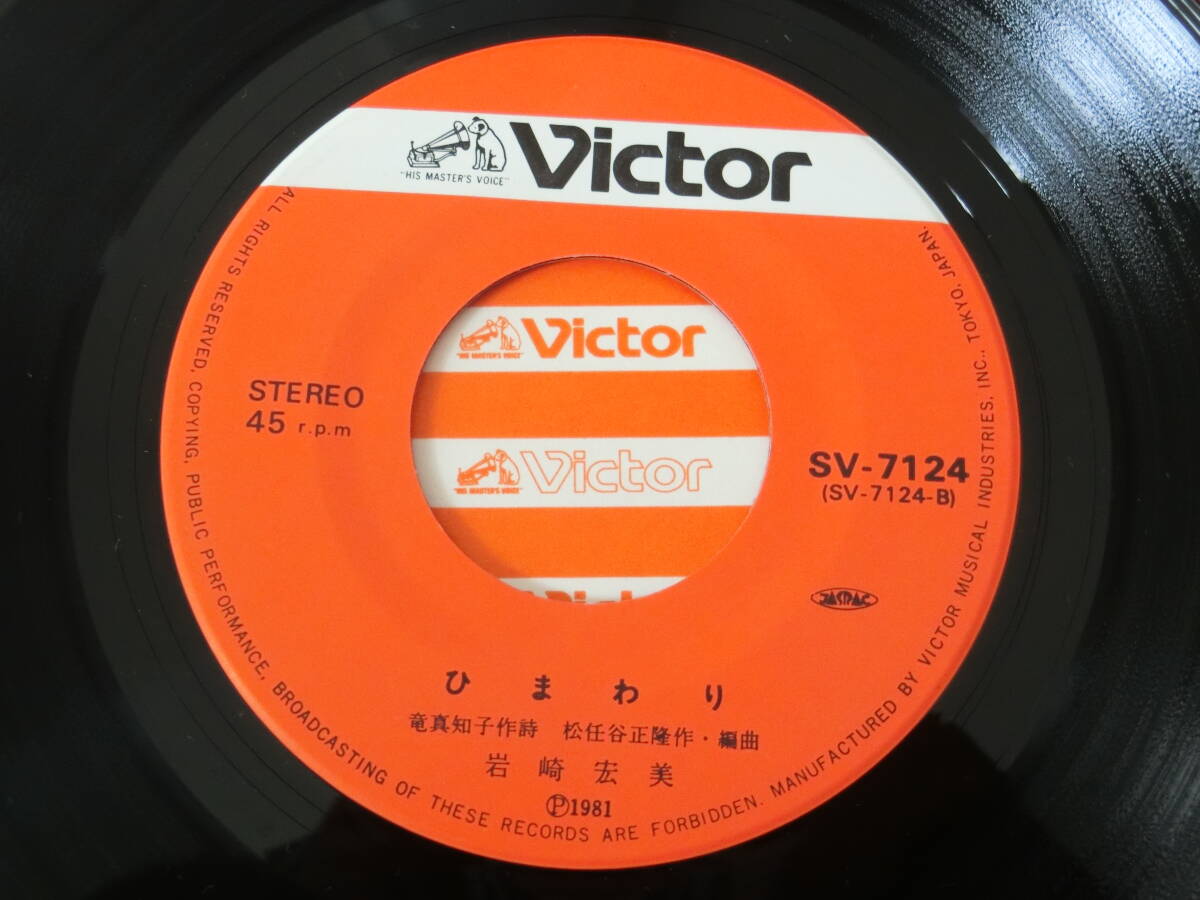 Victor
"HIS MASTER'S VOICE"
Victor
"HIS MASTER'S VOICE"
STEREO
45 r.p.m
Victor
"HIS MASTER'S VOICE"
SV-7124
(SV-7124-B)
JASRAC
Victor
ひまわり
竜真知子作詩 松任谷正隆作・編曲
岩崎宏美
Ⓟ1981
ALL RIGHTS RESERVED. COPYING, PUBLIC PERFORMANCE, BROADCASTING OF THESE RECORDS ARE FORBIDDEN. MANUFACTURED BY VICTOR MUSICAL INDUSTRIES, INC., TOKYO, JAPAN.